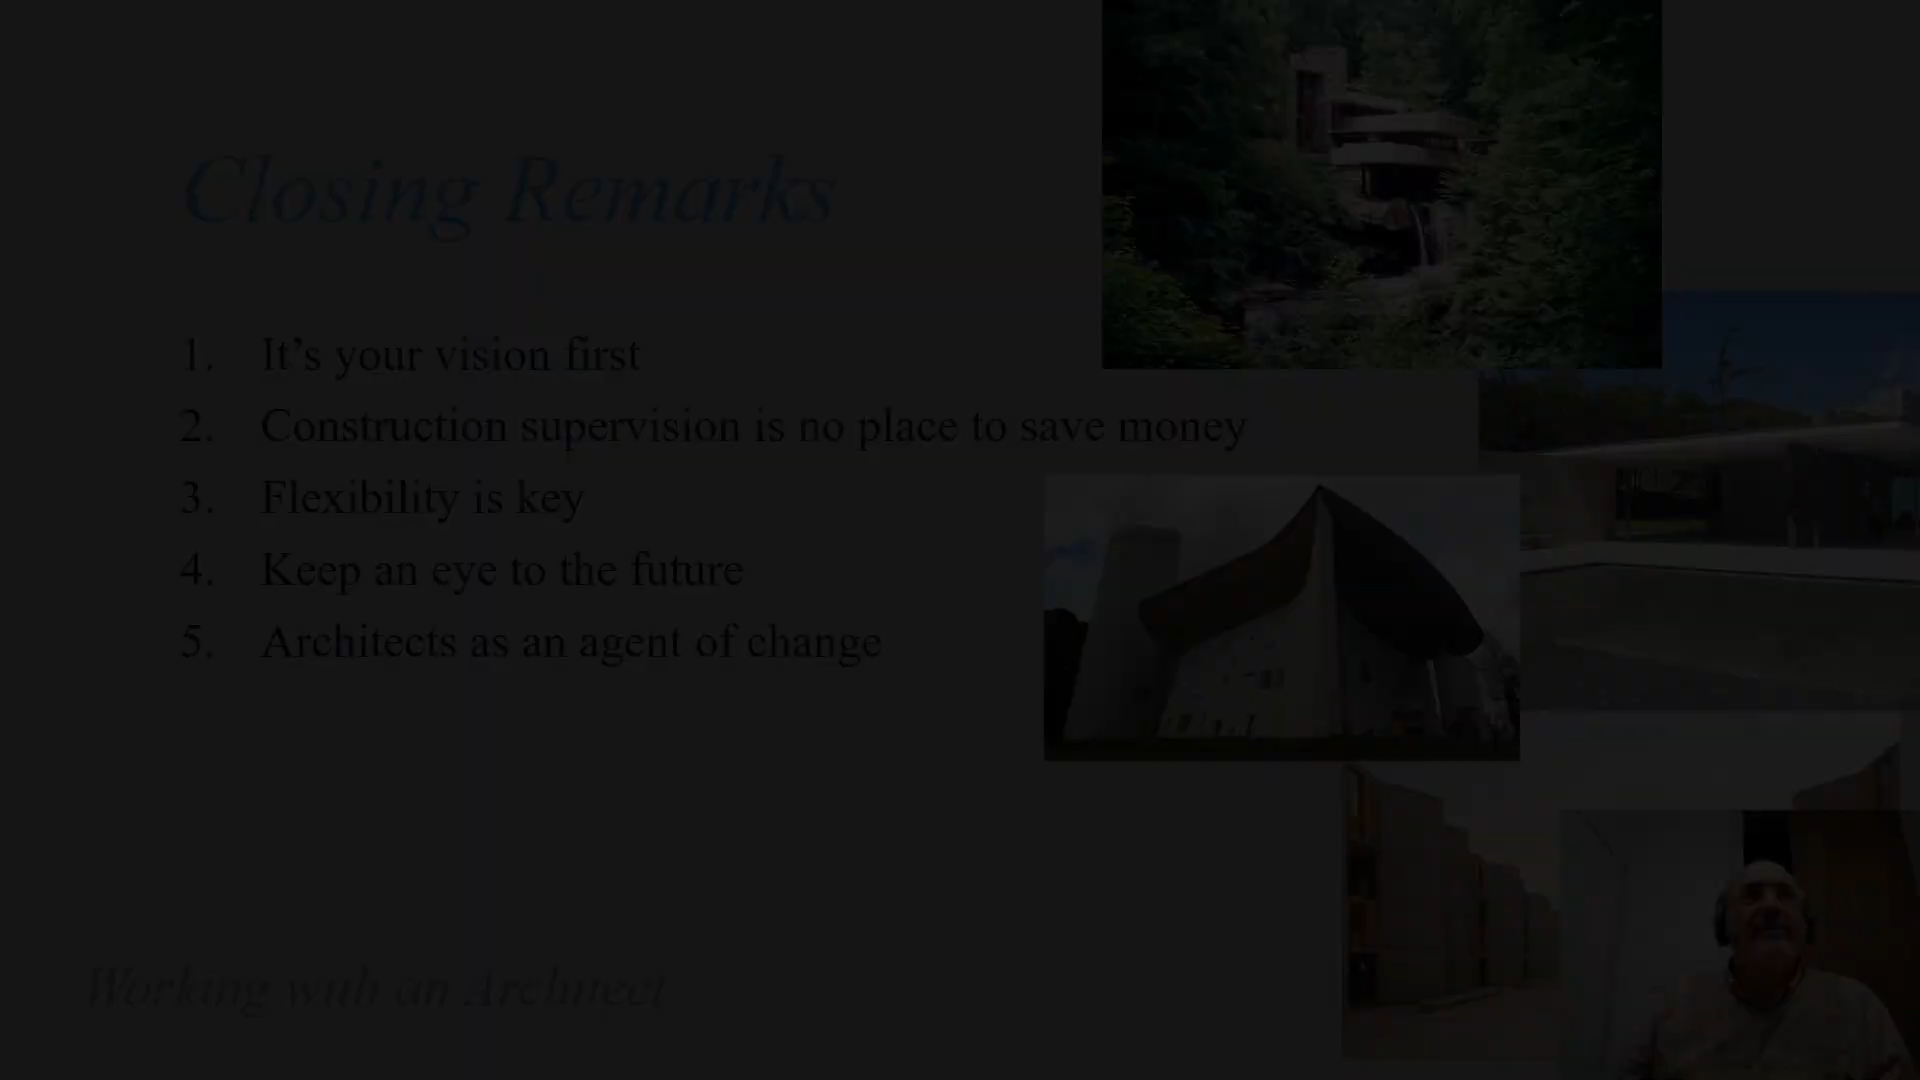 Closing Remarks
1. It’s your vision first
2. Construction supervision is no place to save money
3. Flexibility is key
4. Keep an eye to the future
5. Architects as an agent of change
Working with an Architect